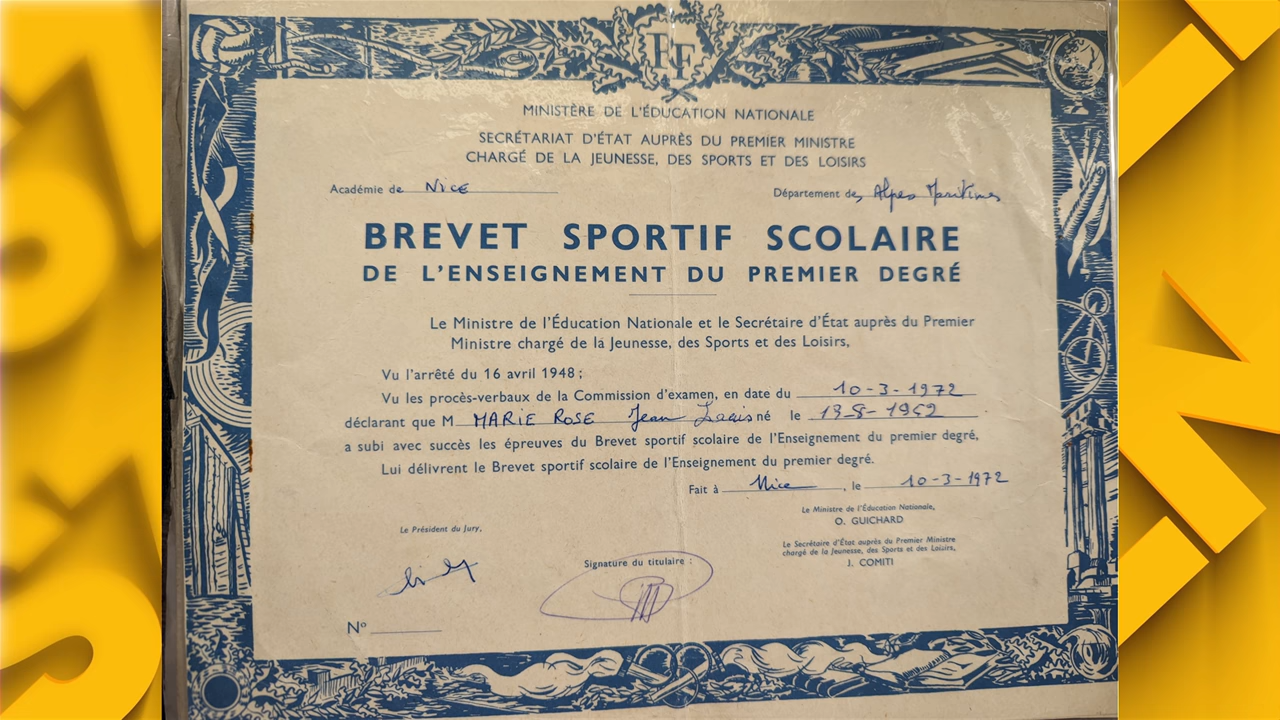 RF
MINISTÈRE DE L'ÉDUCATION NATIONALE
SECRÉTARIAT D'ÉTAT AUPRÈS DU PREMIER MINISTRE
CHARGÉ DE LA JEUNESSE, DES SPORTS ET DES LOISIRS
Académie de Nice Département des Alpes Maritimes
BREVET SPORTIF SCOLAIRE
DE L'ENSEIGNEMENT DU PREMIER DEGRÉ
Le Ministre de l'Éducation Nationale et le Secrétaire d'État auprès du Premier
Ministre chargé de la Jeunesse, des Sports et des Loisirs,
Vu l'arrêté du 16 avril 1948 ;
Vu les procès-verbaux de la Commission d'examen, en date du 10-3-1972
déclarant que M MARIE ROSE Jean né le
a subi avec succès les épreuves du Brevet sportif scolaire de l'Enseignement du premier degré,
Lui délivrent le Brevet sportif scolaire de l'Enseignement du premier degré.
Fait à Nice, le 10-3-1972
Le Ministre de l'Éducation Nationale,
O. GUICHARD
Le Président du Jury,
Le Secrétaire d'État auprès du Premier Ministre
chargé de la Jeunesse, des Sports et des Loisirs,
J. COMITI
Signature du titulaire :
N°